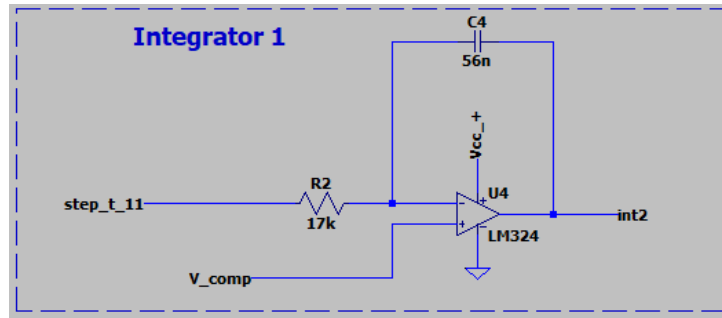 Integrator 1
C4
56n
Vcc_+
R2
U4
step_t_11
int2
17k
LM324
V_comp